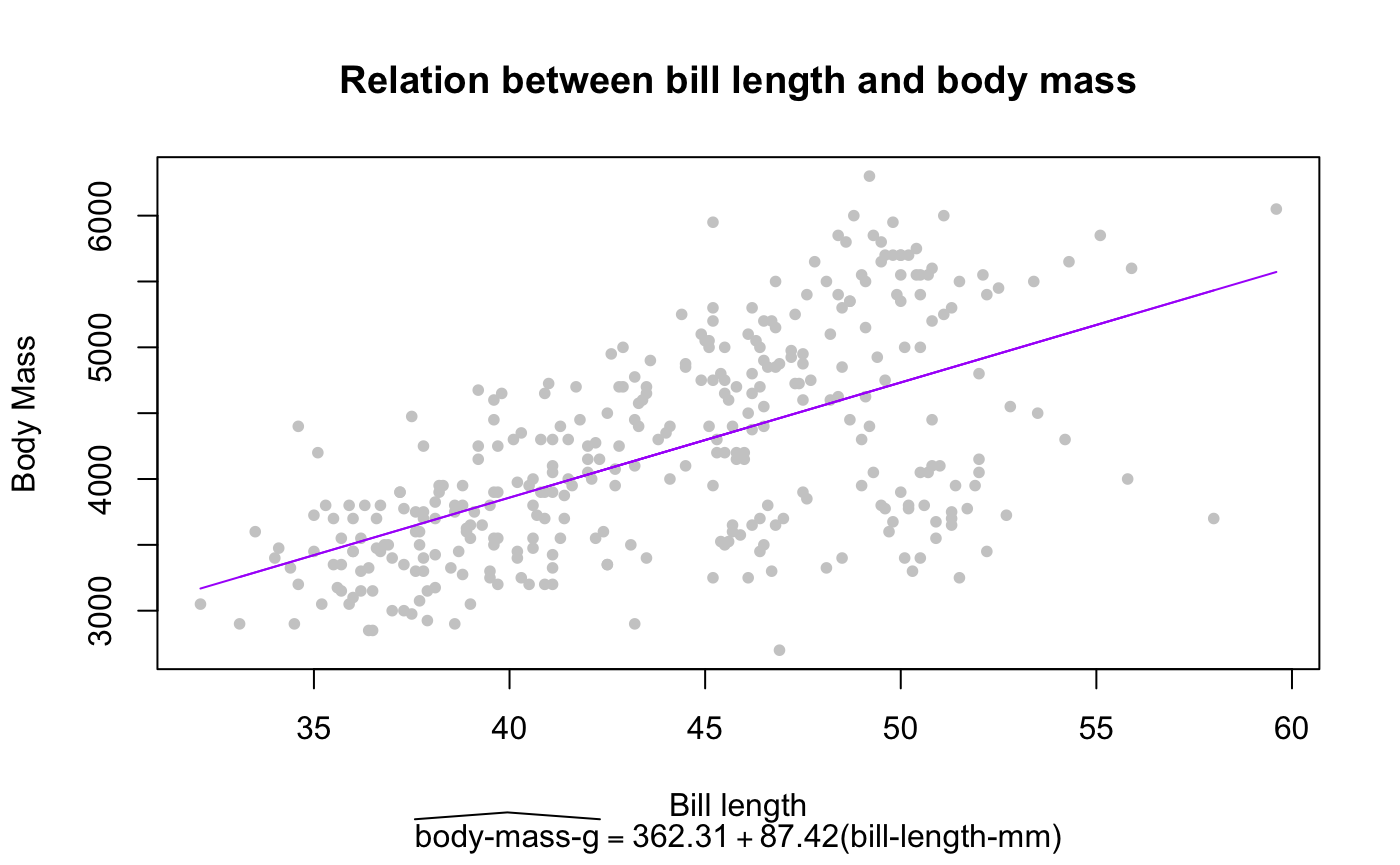 Relation between bill length and body mass
Body Mass
6000
5000
4000
3000
35 40 45 50 55 60
Bill length
body-mass-g = 362.31 + 87.42(bill-length-mm)